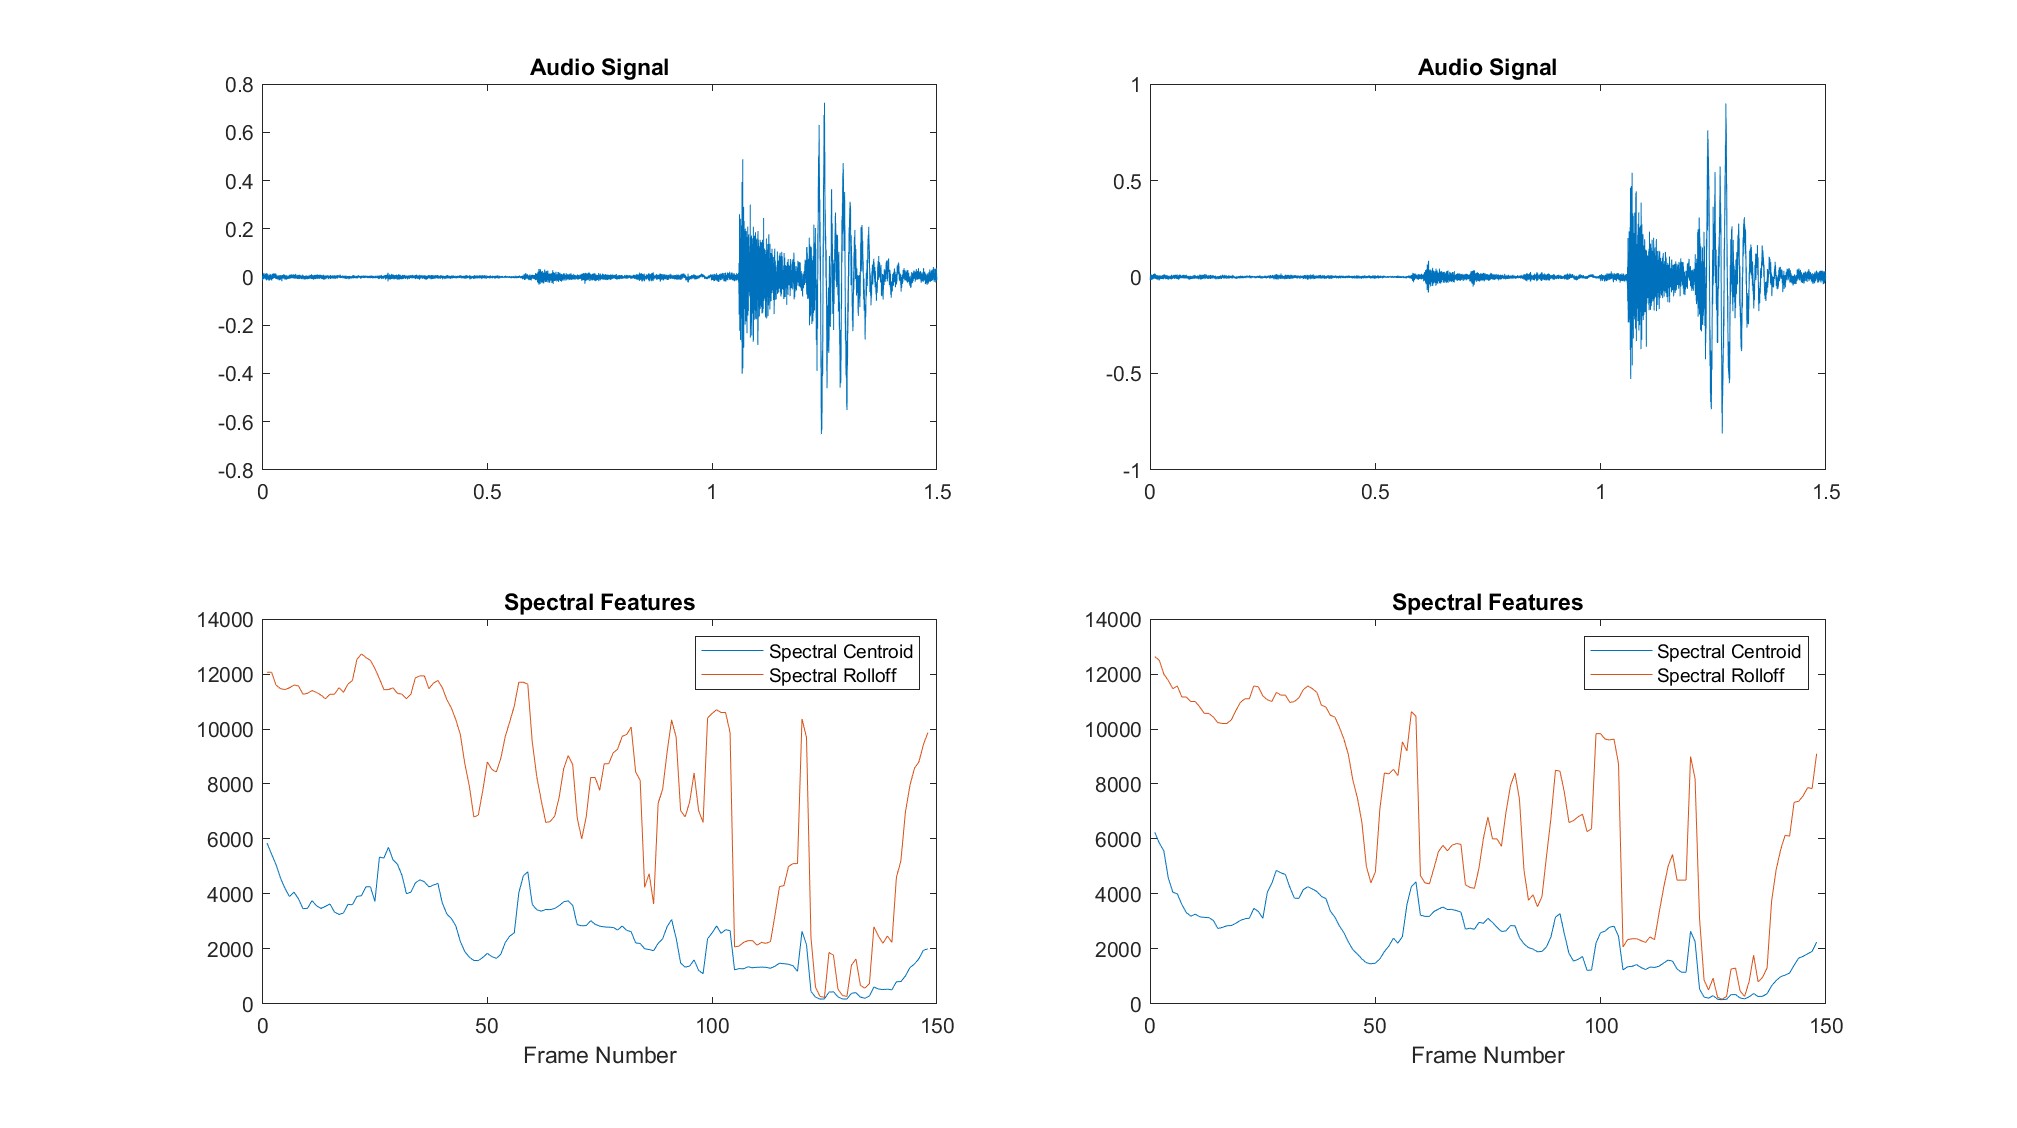 Audio Signal
0.8
0.6
0.4
0.2
0
-0.2
-0.4
-0.6
-0.8
0 0.5 1 1.5
Audio Signal
1
0.5
0
-0.5
-1
0 0.5 1 1.5
Spectral Features
14000
12000
10000
8000
6000
4000
2000
0
Spectral Centroid
Spectral Rolloff
0 50 100 150
Frame Number
Spectral Features
14000
12000
10000
8000
6000
4000
2000
0
Spectral Centroid
Spectral Rolloff
0 50 100 150
Frame Number